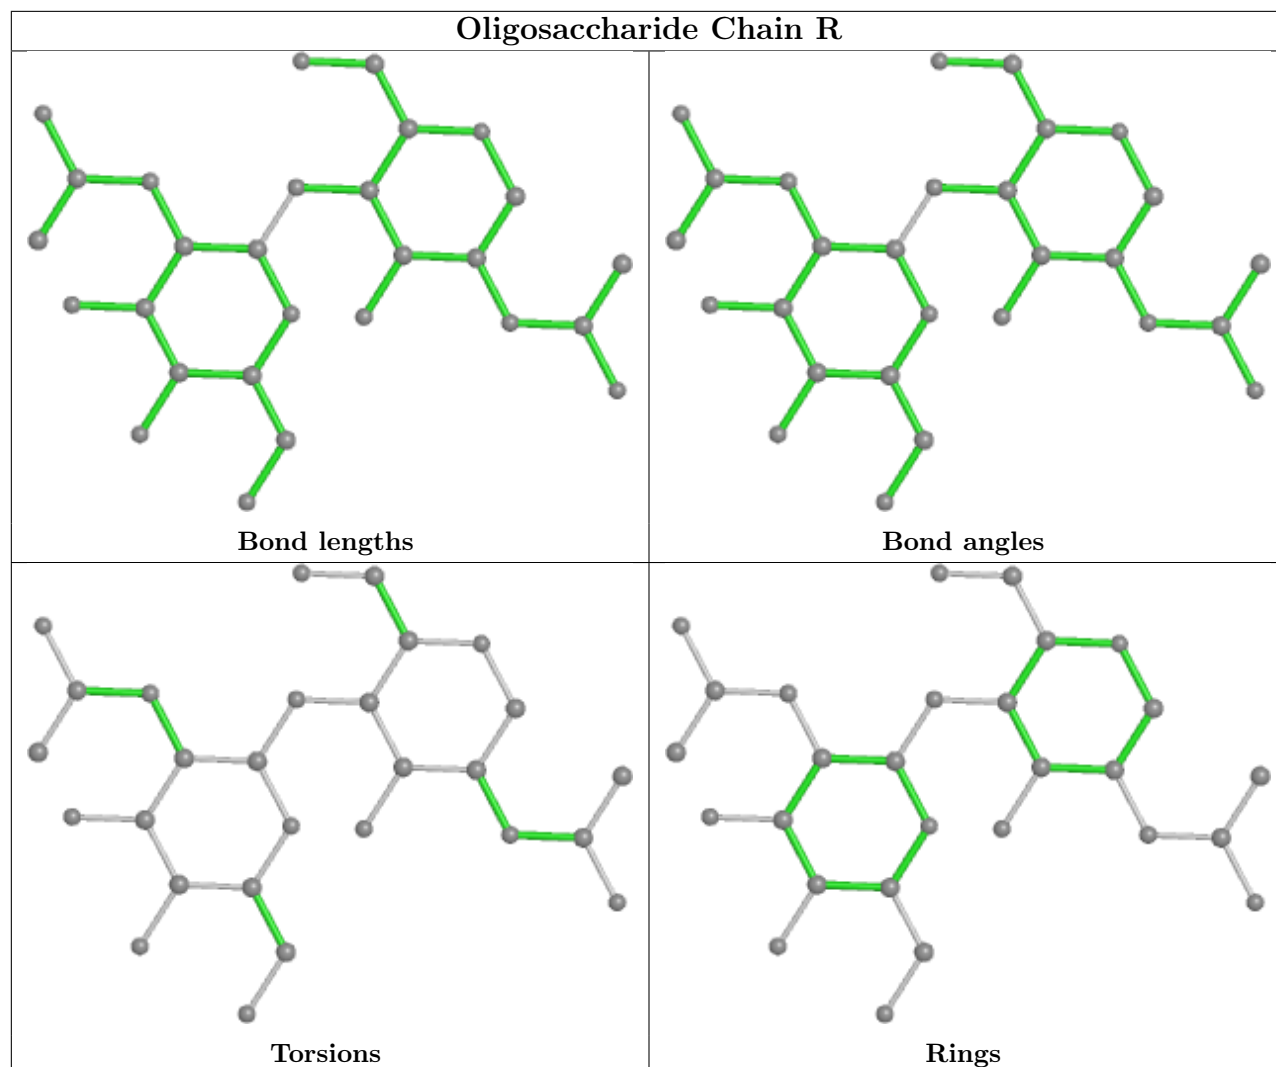 Oligosaccharide Chain R
Bond lengths
Bond angles
Torsions
Rings